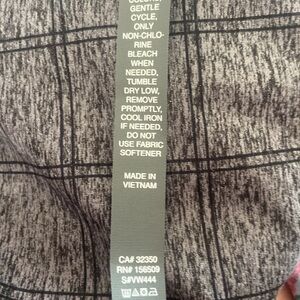 GENTLE
CYCLE,
ONLY
NON-CHLO-
RINE
BLEACH
WHEN
NEEDED,
TUMBLE
DRY LOW,
REMOVE
PROMPTLY,
COOL IRON
IF NEEDED,
DO NOT
USE FABRIC
SOFTENER
MADE IN
VIETNAM
CA# 32350
RN# 156509
S#VW444